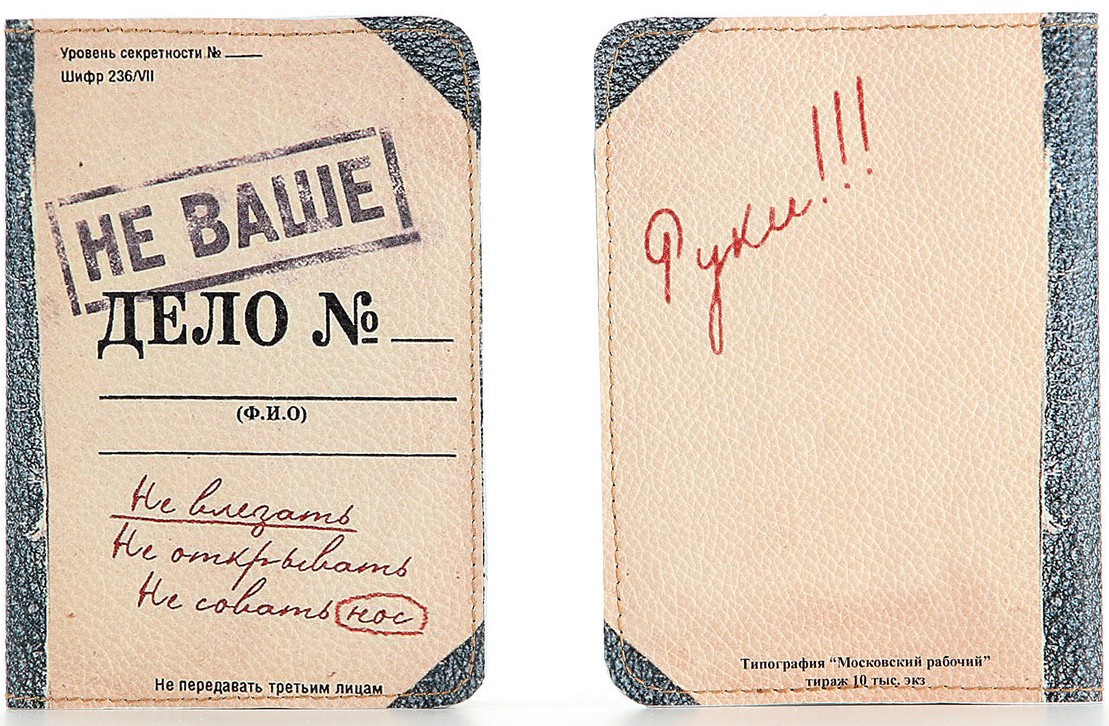 Уровень секретности № ____
Шифр 236/VII
НЕ ВАШЕ
ДЕЛО № ____
(Ф.И.О)
Не влезать
Не открывать
Не совать нос
Не передавать третьим лицам
Руки!!!
Типография “Московский рабочий”
тираж 10 тыс. экз